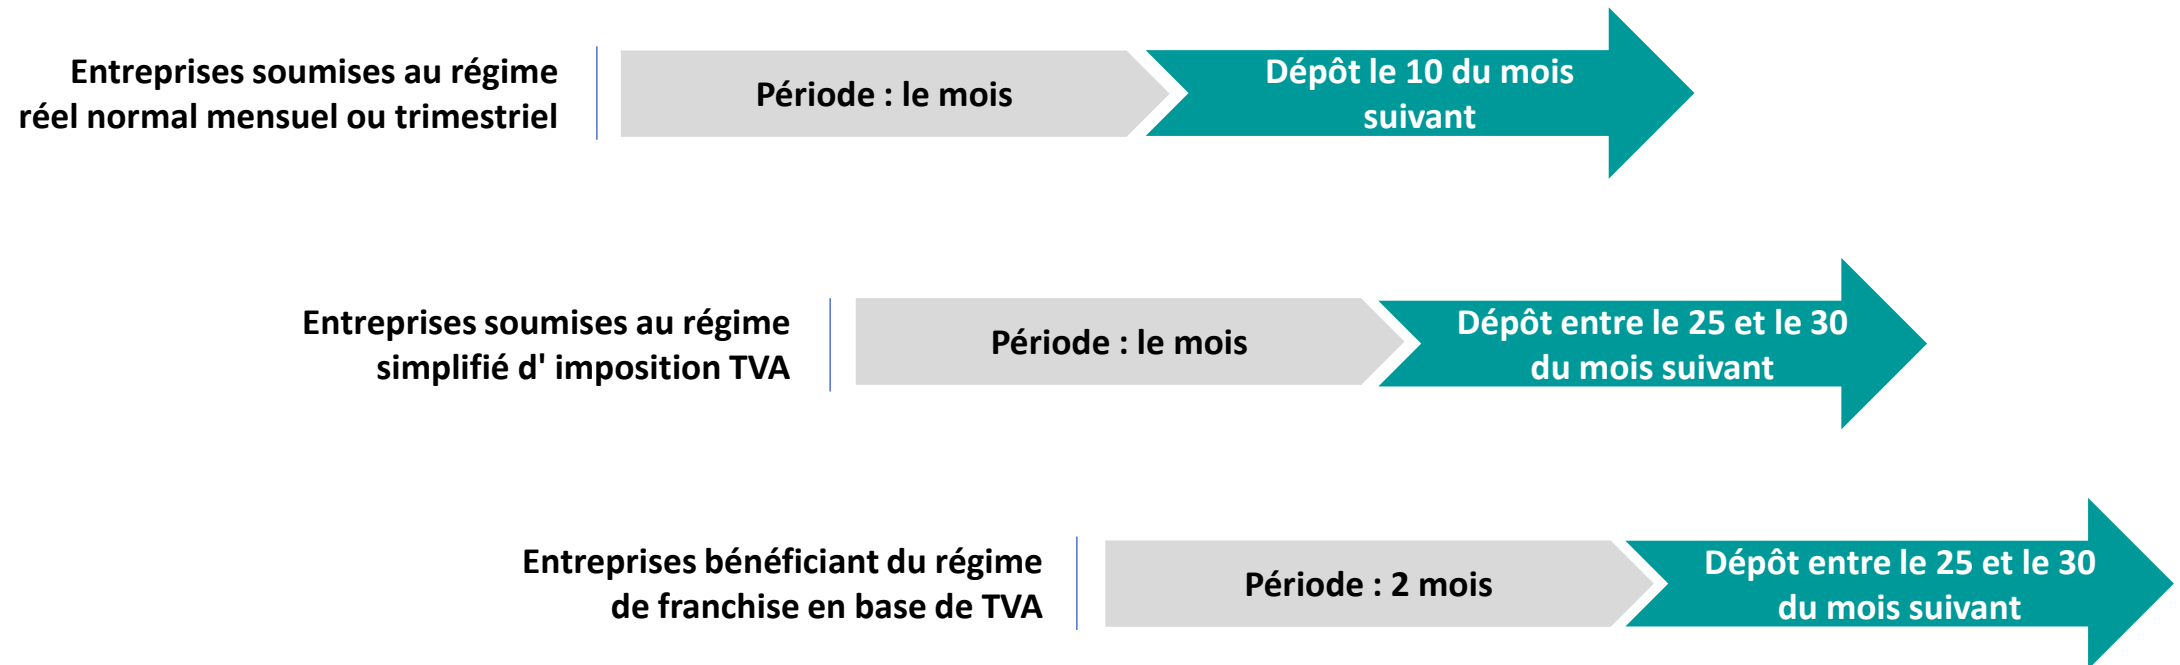 Entreprises soumises au régime
réel normal mensuel ou trimestriel
Période : le mois
Dépôt le 10 du mois
suivant
Entreprises soumises au régime
simplifié d' imposition TVA
Période : le mois
Dépôt entre le 25 et le 30
du mois suivant
Entreprises bénéficiant du régime
de franchise en base de TVA
Période : 2 mois
Dépôt entre le 25 et le 30
du mois suivant